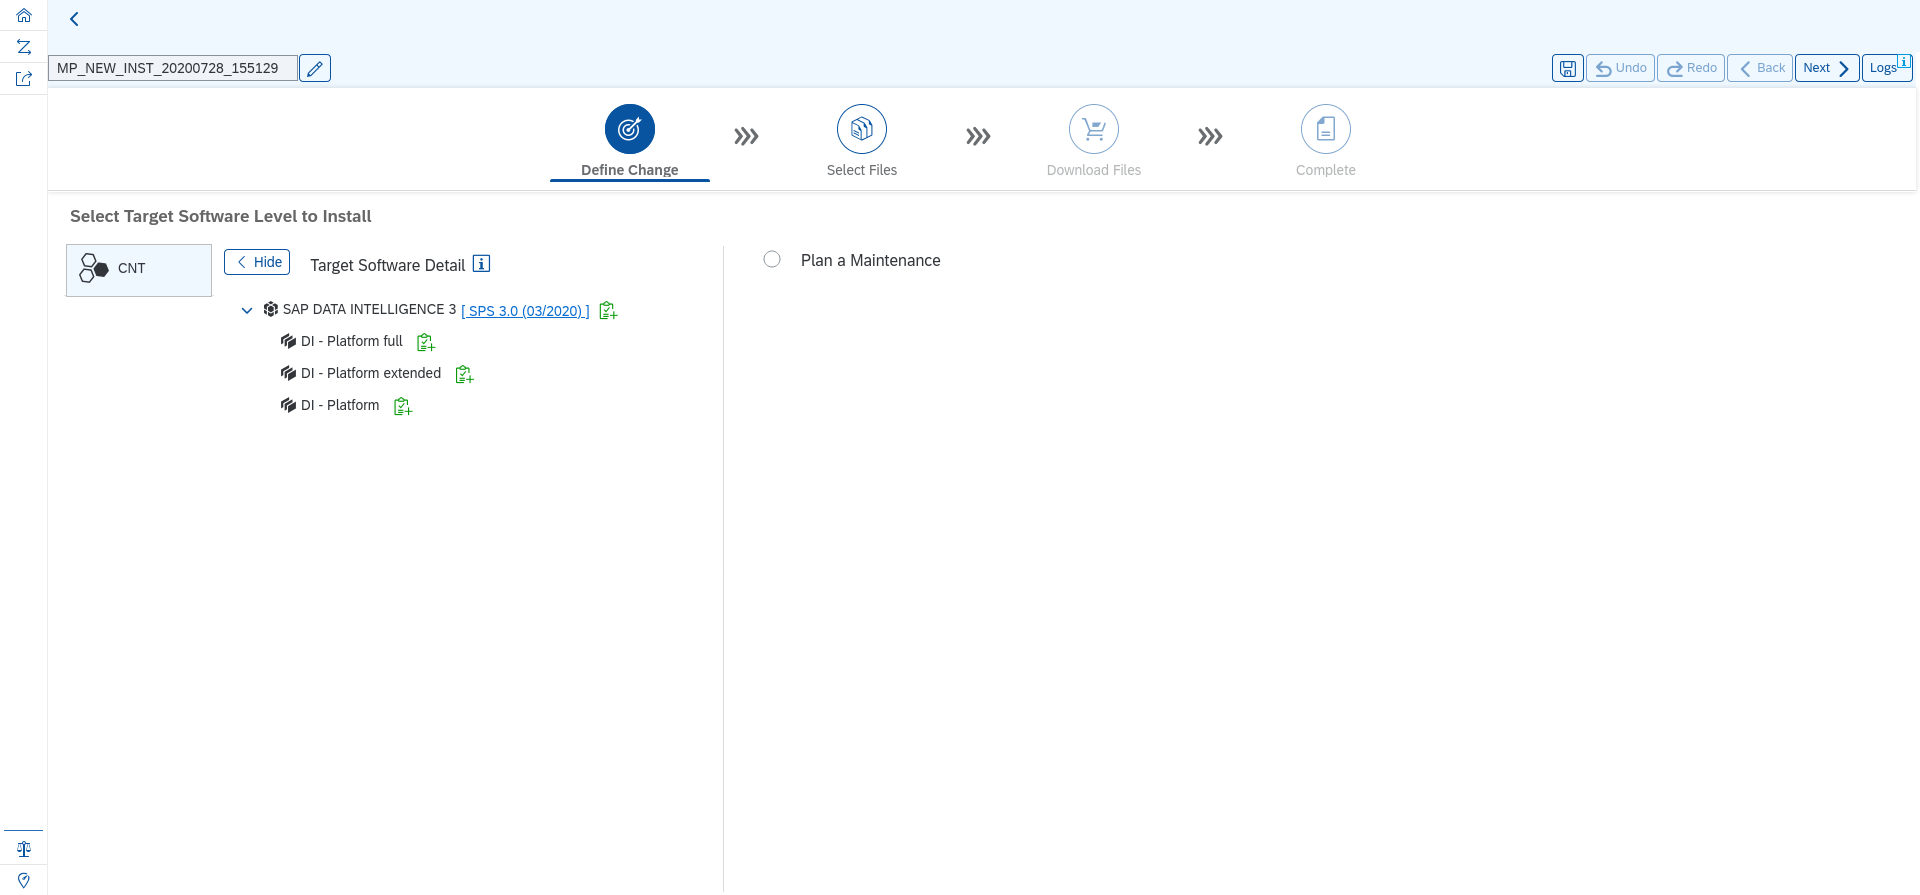 MP_NEW_INST_20200728_155129
Undo
Redo
Back
Next
Logs
Define Change
Select Files
Download Files
Complete
Select Target Software Level to Install
CNT
Hide
Target Software Detail
Plan a Maintenance
SAP DATA INTELLIGENCE 3 [ SPS 3.0 (03/2020) ]
DI - Platform full
DI - Platform extended
DI - Platform